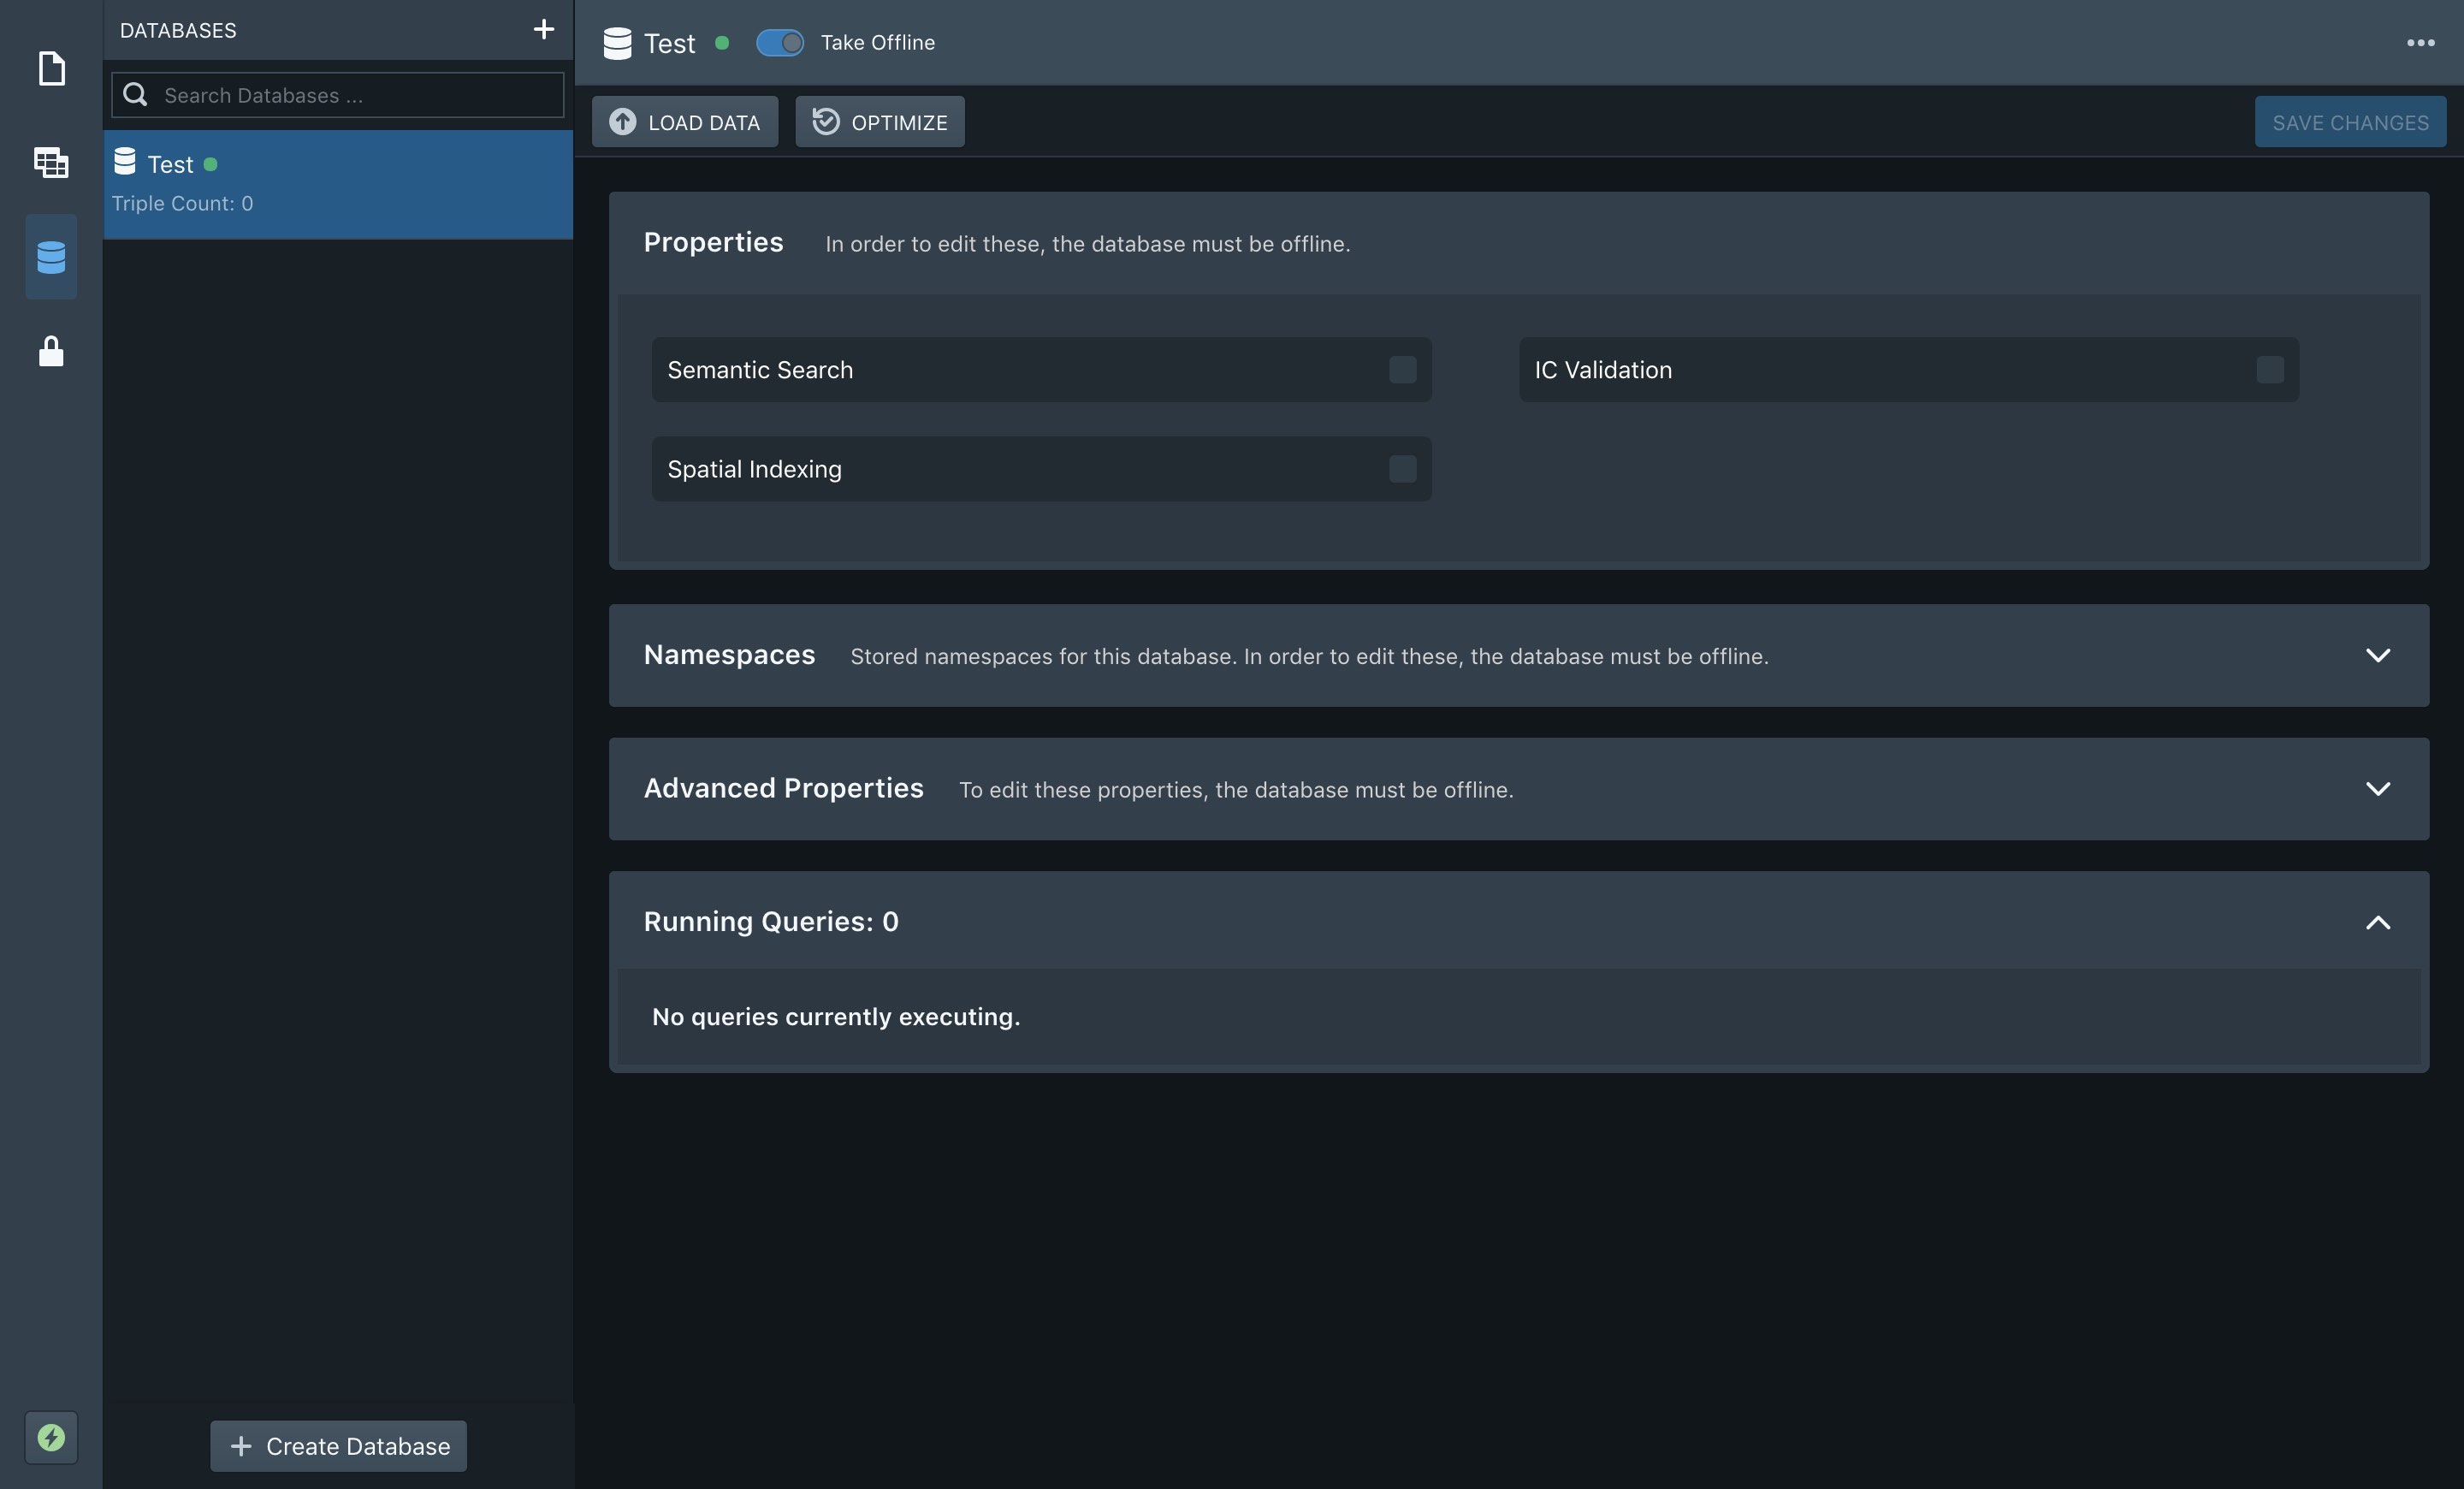 DATABASES
Search Databases ...
Test
Triple Count: 0
Create Database
Test
Take Offline
LOAD DATA
OPTIMIZE
SAVE CHANGES
Properties In order to edit these, the database must be offline.
Semantic Search
IC Validation
Spatial Indexing
Namespaces Stored namespaces for this database. In order to edit these, the database must be offline.
Advanced Properties To edit these properties, the database must be offline.
Running Queries: 0
No queries currently executing.